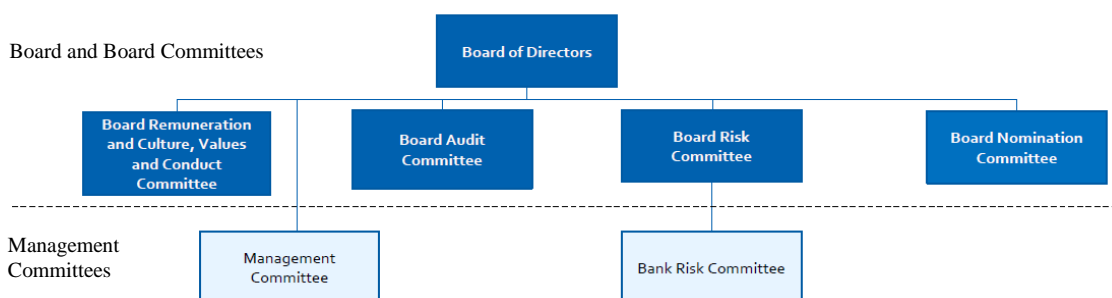 Board and Board Committees
Board of Directors
Board Remuneration
and Culture, Values
and Conduct
Committee
Board Audit
Committee
Board Risk
Committee
Board Nomination
Committee
Management
Committees
Management
Committee
Bank Risk Committee